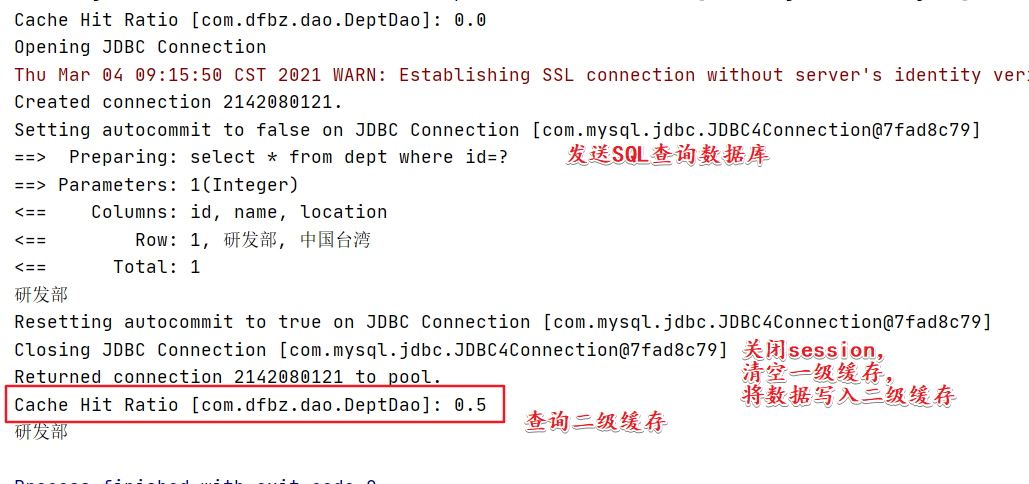 Cache Hit Ratio [com.dfbz.dao.DeptDao]: 0.0
Opening JDBC Connection
Thu Mar 04 09:15:50 CST 2021 WARN: Establishing SSL connection without server's identity veri
Created connection 2142080121.
Setting autocommit to false on JDBC Connection [com.mysql.jdbc.JDBC4Connection@7fad8c79]
==>  Preparing: select * from dept where id=? 发送SQL查询数据库
==> Parameters: 1(Integer)
<==    Columns: id, name, location
<==        Row: 1, 研发部, 中国台湾
<==      Total: 1
研发部
Resetting autocommit to true on JDBC Connection [com.mysql.jdbc.JDBC4Connection@7fad8c79]
Closing JDBC Connection [com.mysql.jdbc.JDBC4Connection@7fad8c79] 关闭session,
清空一级缓存,
Returned connection 2142080121 to pool.
将数据写入二级缓存
Cache Hit Ratio [com.dfbz.dao.DeptDao]: 0.5
查询二级缓存
研发部
Process finished with exit code 0